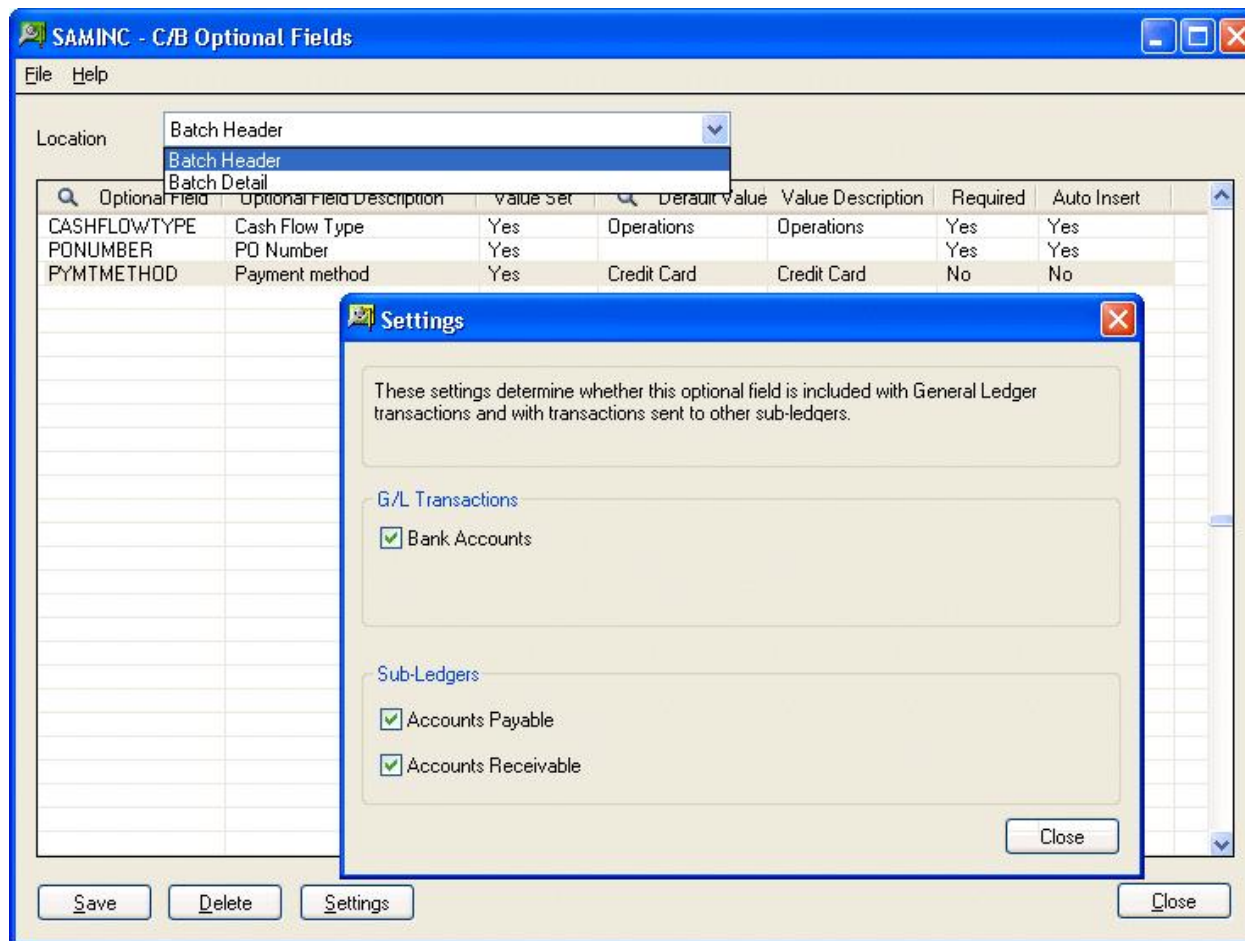 SAMINC - C/B Optional Fields
File Help
Location Batch Header
Batch Header
Batch Detail
Optional Field Optional Field Description Value Set Default Value Value Description Required Auto Insert
CASHFLOWTYPE Cash Flow Type Yes Operations Operations Yes Yes
PONUMBER PO Number Yes Yes Yes
PYMTMETHOD Payment method Yes Credit Card Credit Card No No
Settings
These settings determine whether this optional field is included with General Ledger
transactions and with transactions sent to other sub-ledgers.
G/L Transactions
Bank Accounts
Sub-Ledgers
Accounts Payable
Accounts Receivable
Close
Save Delete Settings Close